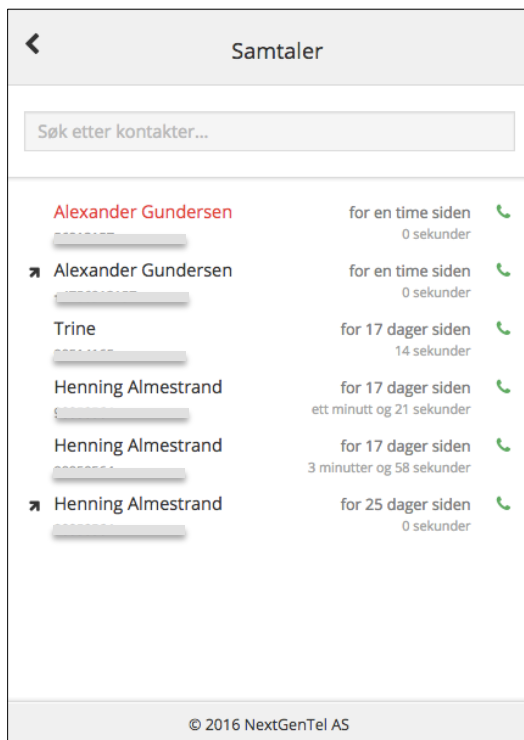 Samtaler
Søk etter kontakter...
Alexander Gundersen for en time siden
0 sekunder
Alexander Gundersen for en time siden
0 sekunder
Trine for 17 dager siden
14 sekunder
Henning Almestrand for 17 dager siden
ett minutt og 21 sekunder
Henning Almestrand for 17 dager siden
3 minutter og 58 sekunder
Henning Almestrand for 25 dager siden
0 sekunder
© 2016 NextGenTel AS